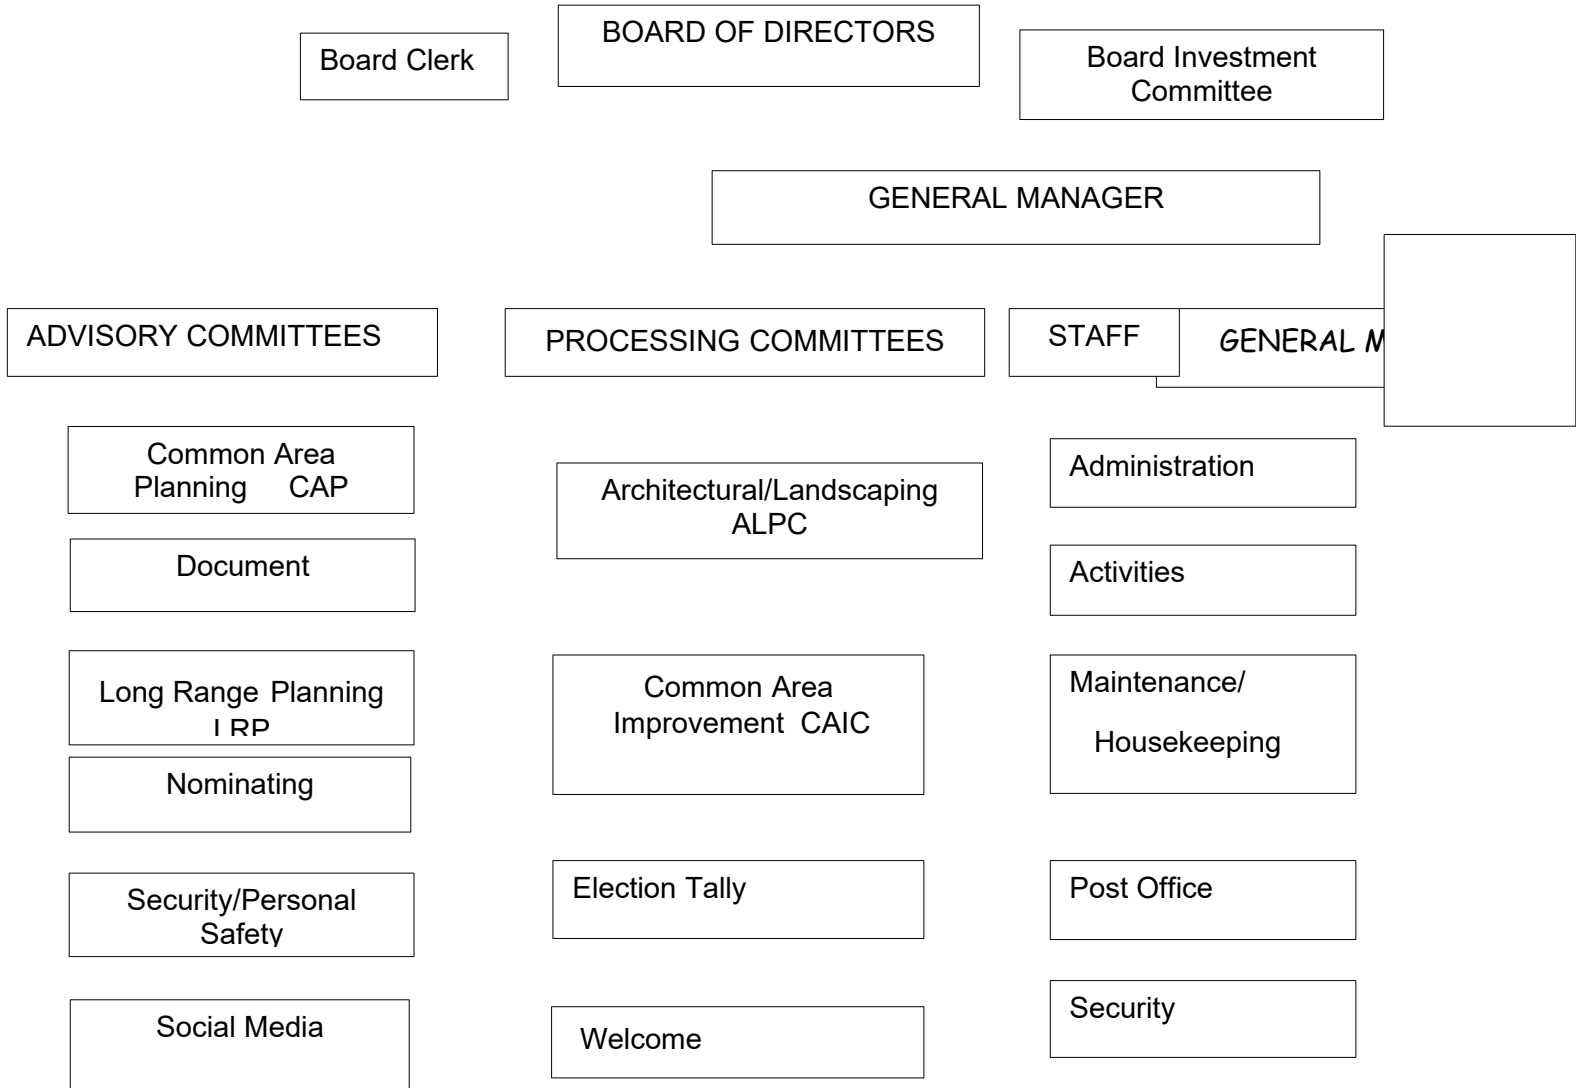 BOARD OF DIRECTORS
Board Clerk
Board Investment
Committee
GENERAL MANAGER
ADVISORY COMMITTEES
PROCESSING COMMITTEES
STAFF
GENERAL M
Common Area
Planning CAP
Document
Long Range Planning
LRP
Nominating
Security/Personal
Safety
Social Media
Architectural/Landscaping
ALPC
Common Area
Improvement CAIC
Election Tally
Welcome
Administration
Activities
Maintenance/
Housekeeping
Post Office
Security